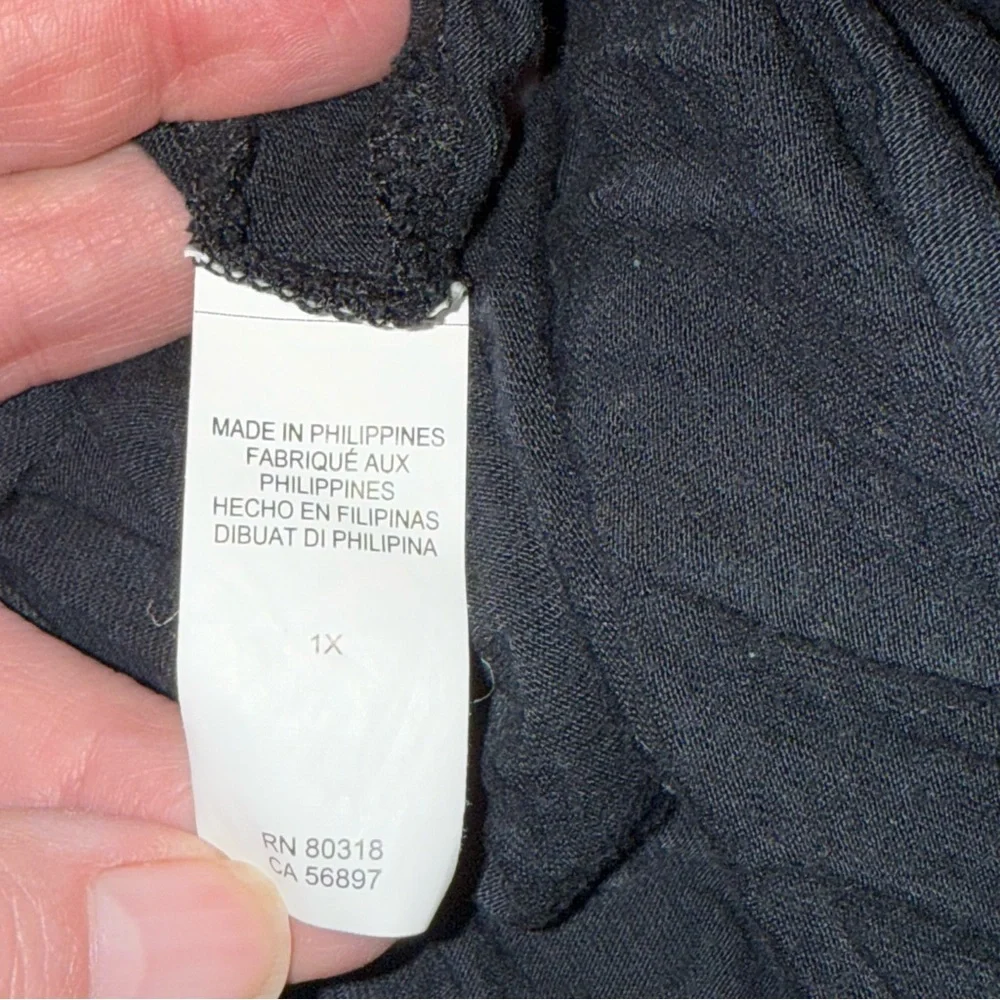 MADE IN PHILIPPINES
FABRIQUÉ AUX
PHILIPPINES
HECHO EN FILIPINAS
DIBUAT DI PHILIPINA
1X
RN 80318
CA 56897